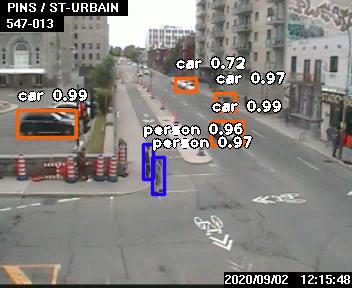 PINS / ST-URBAIN
547-013
car 0.72
car 0.97
car 0.99
car 0.99
person 0.96
person 0.97
2020/09/02 12:15:48